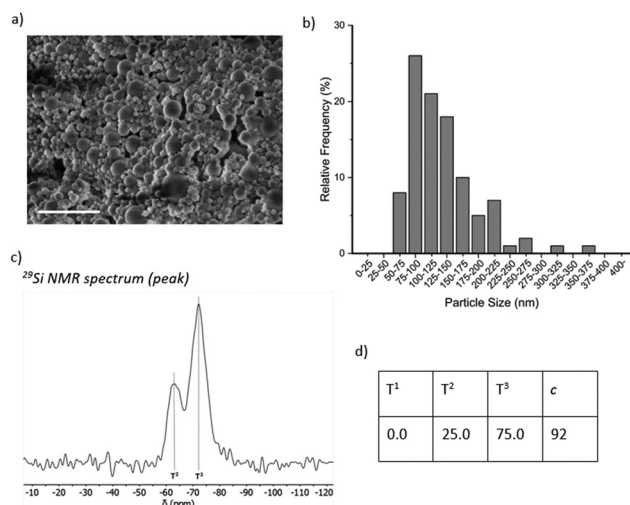 a)
b)
Relative Frequency (%)
30
20
10
0
0-25
25-50
50-75
75-100
100-125
125-150
150-175
175-200
200-225
225-250
250-275
275-300
300-325
325-350
350-375
375-400
400-
Particle Size (nm)
c)
²⁹Si NMR spectrum (peak)
T² T³
-10 -20 -30 -40 -50 -60 -70 -80 -90 -100 -110 -120
δ (ppm)
d)
T¹ T² T³ c
0.0 25.0 75.0 92